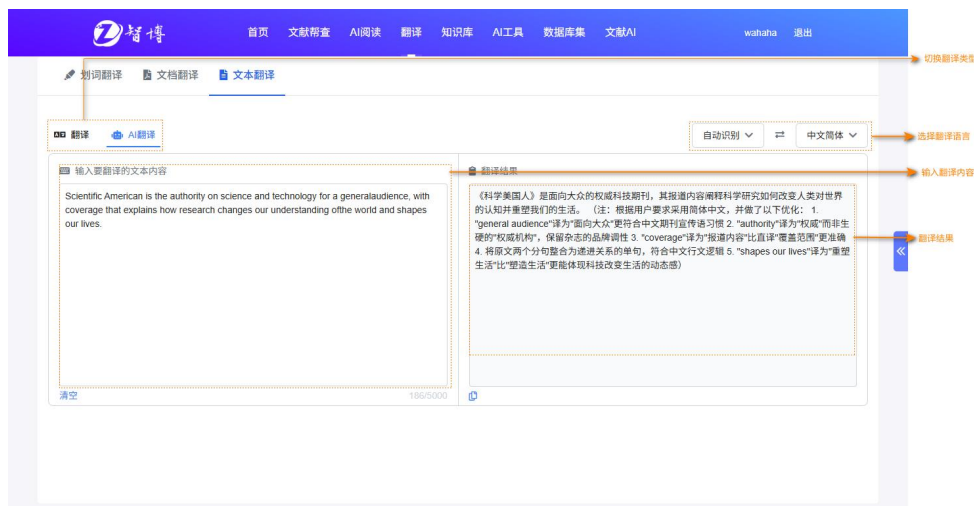 智博
首页 文献帮查 AI阅读 翻译 知识库 AI工具 数据库集 文献AI wahaha 退出
切换翻译类型
划词翻译 文档翻译 文本翻译
翻译 AI翻译 自动识别 中文简体
选择翻译语言
输入要翻译的文本内容
翻译结果
输入翻译内容
Scientific American is the authority on science and technology for a generalaudience, with
coverage that explains how research changes our understanding ofthe world and shapes
our lives.
《科学美国人》是面向大众的权威科技期刊，其报道内容阐释科学研究如何改变人类对世界
的认知并重塑我们的生活。 （注：根据用户要求采用简体中文，并做了以下优化： 1.
"general audience"译为"面向大众"更符合中文期刊宣传语习惯 2. "authority"译为"权威"而非生
硬的"权威机构"，保留杂志的品牌调性 3. "coverage"译为"报道内容"比直译"覆盖范围"更准确
4. 将原文两个分句整合为递进关系的单句，符合中文行文逻辑 5. "shapes our lives"译为"重塑
生活"比"塑造生活"更能体现科技改变生活的动态感）
翻译结果
清空 186/5000